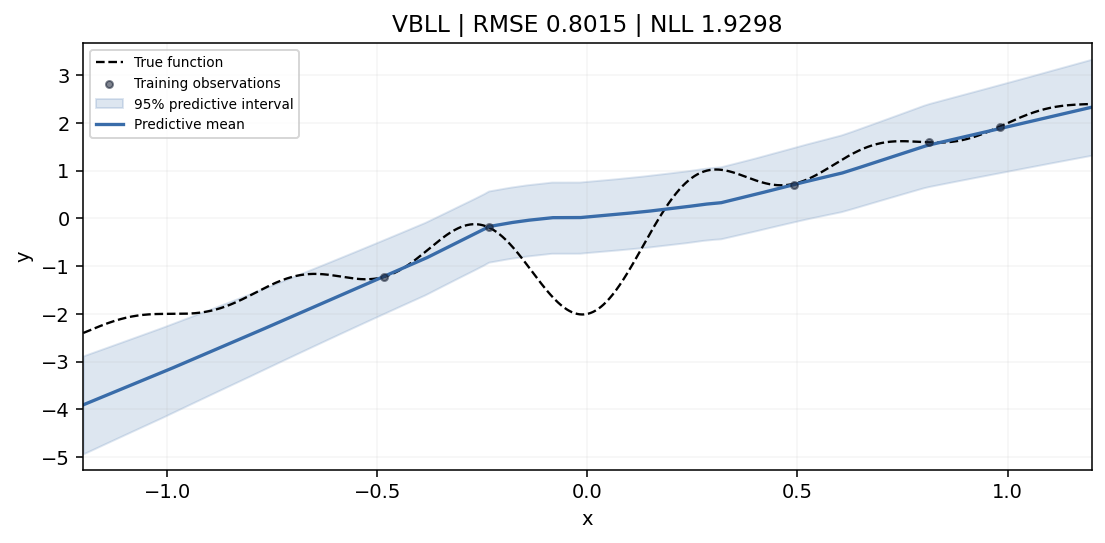 VBLL | RMSE 0.8015 | NLL 1.9298
True function
Training observations
95% predictive interval
Predictive mean
y
3
2
1
0
−1
−2
−3
−4
−5
−1.0
−0.5
0.0
0.5
1.0
x